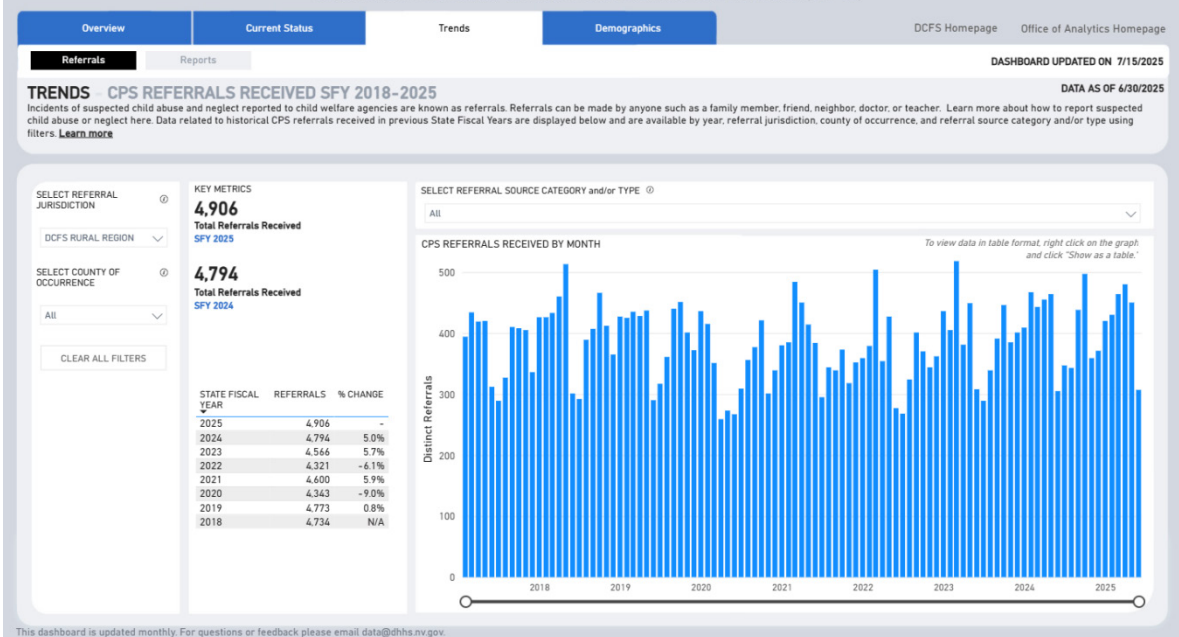 Overview
Current Status
Trends
Demographics
DCFS Homepage
Office of Analytics Homepage
Referrals
Reports
DASHBOARD UPDATED ON 7/15/2025
TRENDS - CPS REFERRALS RECEIVED SFY 2018-2025
DATA AS OF 6/30/2025
Incidents of suspected child abuse and neglect reported to child welfare agencies are known as referrals. Referrals can be made by anyone such as a family member, friend, neighbor, doctor, or teacher. Learn more about how to report suspected
child abuse or neglect here. Data related to historical CPS referrals received in previous State Fiscal Years are displayed below and are available by year, referral jurisdiction, county of occurrence, and referral source category and/or type using
filters. Learn more
SELECT REFERRAL
JURISDICTION
DCFS RURAL REGION
SELECT COUNTY OF
OCCURRENCE
All
CLEAR ALL FILTERS
KEY METRICS
4,906
Total Referrals Received
SFY 2025
4,794
Total Referrals Received
SFY 2024
STATE FISCAL YEAR REFERRALS % CHANGE
2025 4,906 -
2024 4,794 5.0%
2023 4,566 5.7%
2022 4,321 -6.1%
2021 4,600 5.9%
2020 4,343 -9.0%
2019 4,773 0.8%
2018 4,734 N/A
SELECT REFERRAL SOURCE CATEGORY and/or TYPE
All
CPS REFERRALS RECEIVED BY MONTH
To view data in table format, right click on the graph
and click "Show as a table."
Distinct Referrals
500
400
300
200
100
0
2018 2019 2020 2021 2022 2023 2024 2025
This dashboard is updated monthly. For questions or feedback please email data@dhhs.nv.gov.